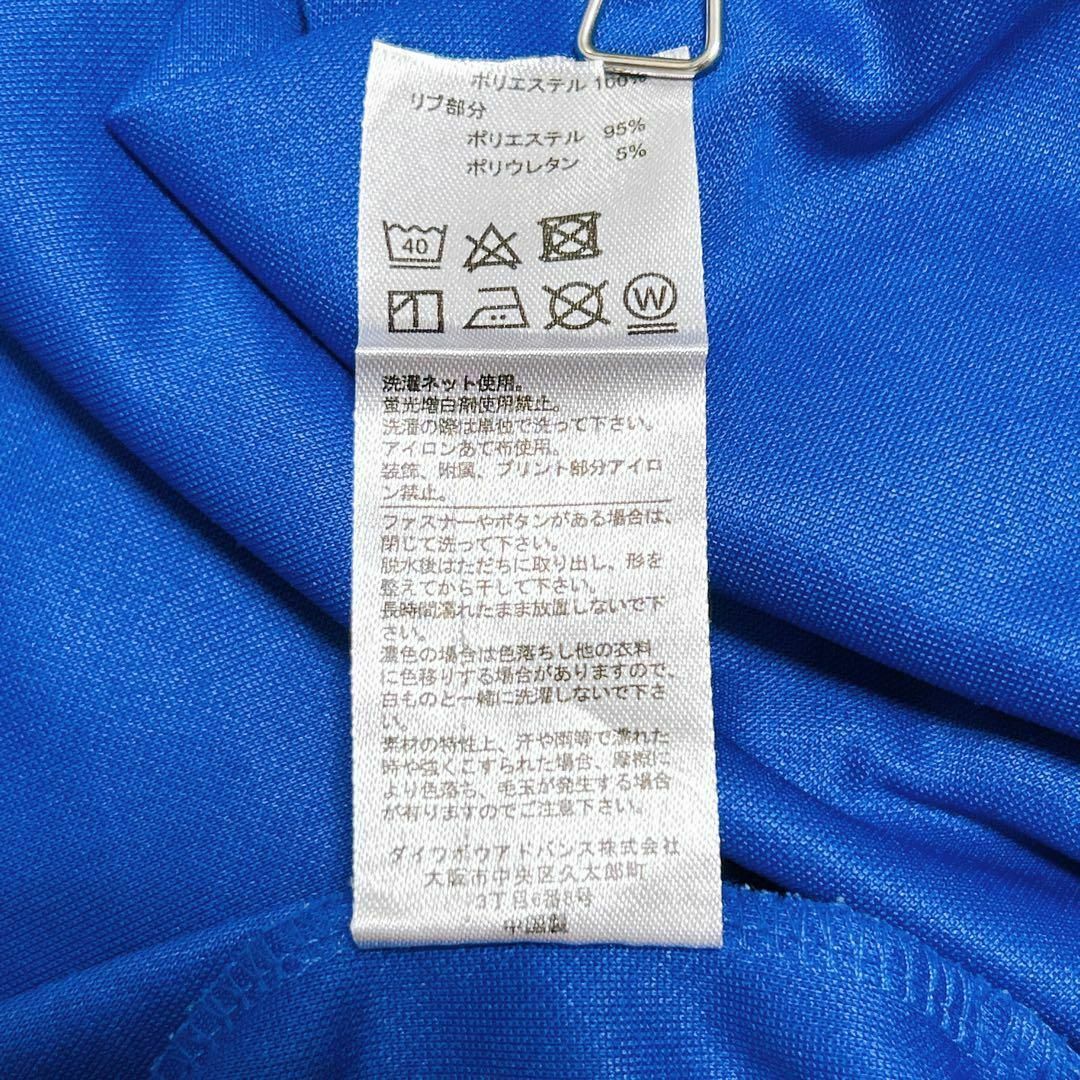 ポリエステル 100%
リブ部分
ポリエステル 95%
ポリウレタン 5%
40
W
洗濯ネット使用。
蛍光増白剤使用禁止。
洗濯の際は単独で洗って下さい。
アイロンあて布使用。
装飾、附属、プリント部分アイロ
ン禁止。
ファスナーやボタンがある場合は、
閉じて洗って下さい。
脱水後はただちに取り出し、形を
整えてから干して下さい。
長時間濡れたまま放置しないで下
さい。
濃色の場合は色落ちし他の衣料
に色移りする場合がありますので、
白ものと一緒に洗濯しないで下さ
い。
素材の特性上、汗や雨等で濡れた
時や強くこすられた場合、摩擦に
より色落ち、毛玉が発生する場合
が有りますのでご注意下さい。
ダイワボウアドバンス株式会社
大阪市中央区久太郎町
3丁目6番8号
中国製